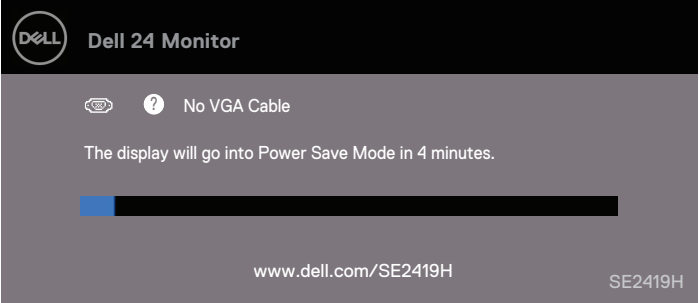 DELL
Dell 24 Monitor
? No VGA Cable
The display will go into Power Save Mode in 4 minutes.
www.dell.com/SE2419H
SE2419H